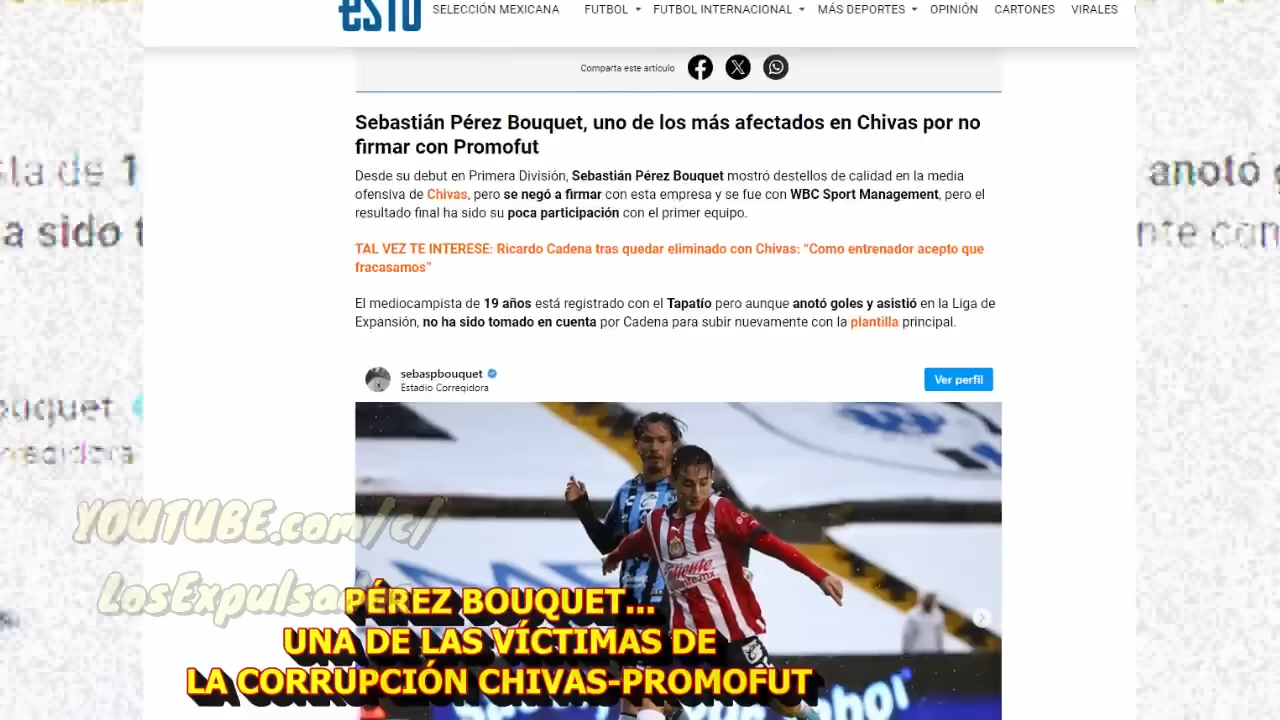 esto
SELECCIÓN MEXICANA
FUTBOL
FUTBOL INTERNACIONAL
MÁS DEPORTES
OPINIÓN
CARTONES
VIRALES
Comparta este artículo
Sebastián Pérez Bouquet, uno de los más afectados en Chivas por no
firmar con Promofut
Desde su debut en Primera División, Sebastián Pérez Bouquet mostró destellos de calidad en la media
ofensiva de Chivas, pero se negó a firmar con esta empresa y se fue con WBC Sport Management, pero el
resultado final ha sido su poca participación con el primer equipo.
TAL VEZ TE INTERESE: Ricardo Cadena tras quedar eliminado con Chivas: “Como entrenador acepto que
fracasamos”
El mediocampista de 19 años está registrado con el Tapatío pero aunque anotó goles y asistió en la Liga de
Expansión, no ha sido tomado en cuenta por Cadena para subir nuevamente con la plantilla principal.
sebaspbouquet
Estadio Corregidora
Ver perfil
YOUTUBE.com/c/
LosExpulsa
PÉREZ BOUQUET...
UNA DE LAS VÍCTIMAS DE
LA CORRUPCIÓN CHIVAS-PROMOFUT